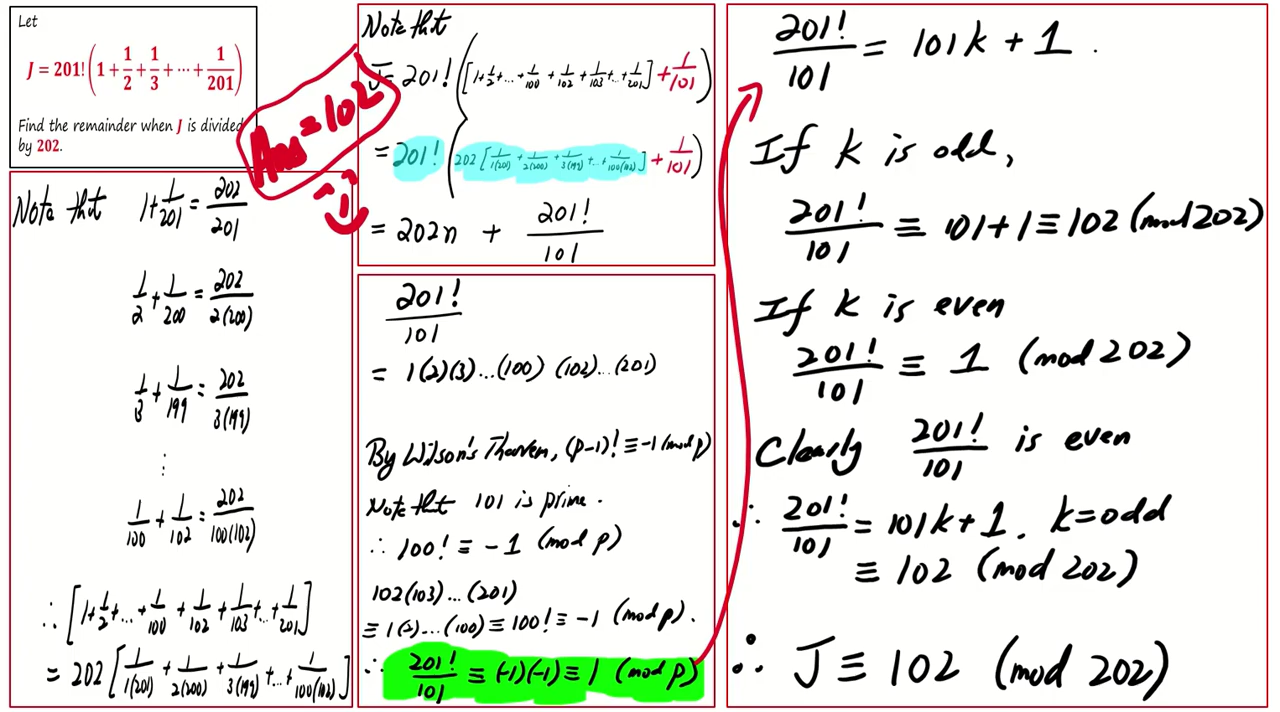 Let
J = 201! (1 + 1/2 + 1/3 + ⋯ + 1/201)
Find the remainder when J is divided
by 202.
Ans = 102
Note that 1 + 1/201 = 202/201
1/2 + 1/200 = 202/2(200)
1/3 + 1/199 = 202/3(199)
⋮
1/100 + 1/102 = 202/100(102)
∴ [1 + 1/2 + ... + 1/100 + 1/102 + 1/103 + ... + 1/201]
= 202 [1/1(201) + 1/2(200) + 1/3(199) + ... + 1/100(102)]
Note that
J = 201! ([1 + 1/2 + ... + 1/100 + 1/102 + 1/103 + ... + 1/201] + 1/101)
= 201! (202 [1/1(201) + 1/2(200) + 1/3(199) + ... + 1/100(102)] + 1/101)
= 202n + 201!/101
201!/101
= 1(2)(3)...(100) (102)...(201)
By Wilson's Theorem, (p-1)! ≡ -1 (mod p)
Note that 101 is prime.
∴ 100! ≡ -1 (mod p)
102(103)...(201)
≡ 1(2)...(100) ≡ 100! ≡ -1 (mod p).
∴ 201!/101 ≡ (-1)(-1) ≡ 1 (mod p)
201!/101 = 101k + 1.
If k is odd,
201!/101 ≡ 101+1 ≡ 102 (mod 202)
If k is even
201!/101 ≡ 1 (mod 202)
Clearly 201!/101 is even
∴ 201!/101 = 101k + 1. k = odd
≡ 102 (mod 202)
∴ J ≡ 102 (mod 202)